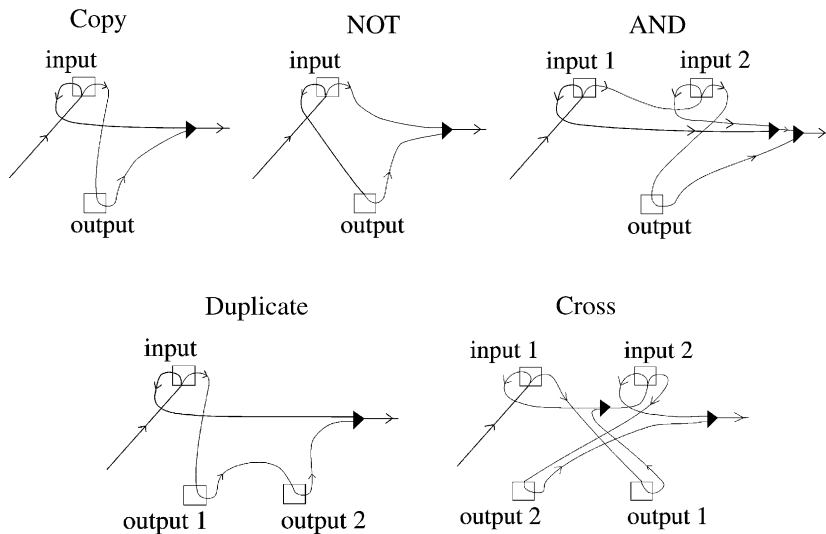 Copy
NOT
AND
input
input
input 1
input 2
output
output
output
Duplicate
Cross
input
input 1
input 2
output 1
output 2
output 2
output 1